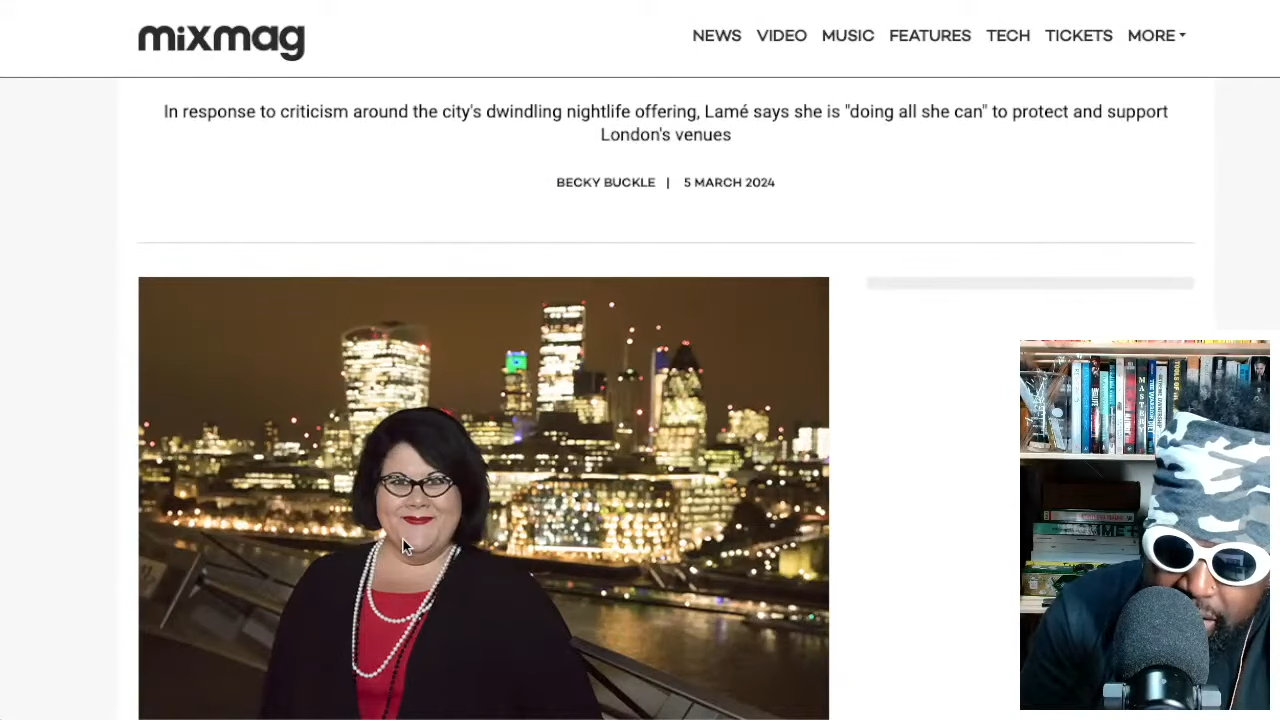 mixmag
NEWS VIDEO MUSIC FEATURES TECH TICKETS MORE
In response to criticism around the city's dwindling nightlife offering, Lamé says she is "doing all she can" to protect and support
London's venues
BECKY BUCKLE | 5 MARCH 2024